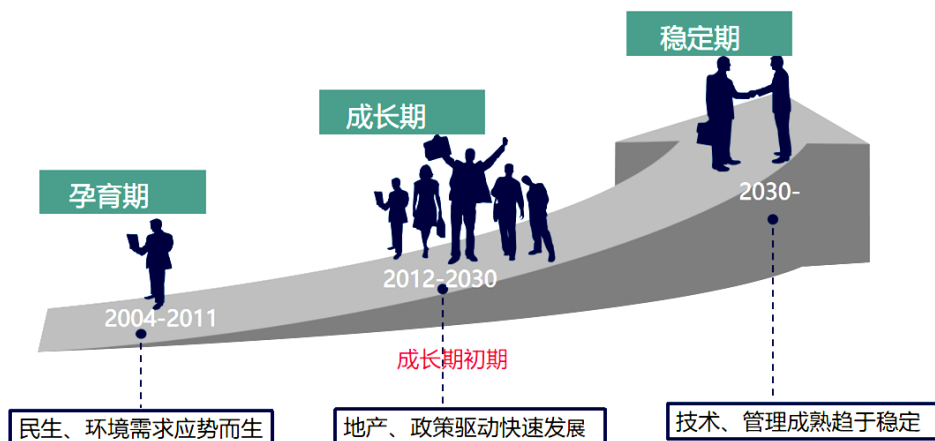 稳定期
成长期
孕育期
2030-
2012-2030
2004-2011
成长期初期
民生、环境需求应势而生
地产、政策驱动快速发展
技术、管理成熟趋于稳定